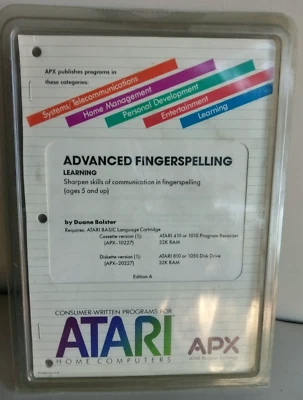 APX publishes programs in
these categories:
Systems/Telecommunications
Home Management
Personal Development
Entertainment
Learning
ADVANCED FINGERSPELLING
LEARNING
Sharpen skills of communication in fingerspelling
(ages 5 and up)
by Duane Bolster
Requires: ATARI BASIC Language Cartridge
Cassette version (1): ATARI 410 or 1010 Program Recorder
(APX-10227) 32K RAM
Diskette version (1): ATARI 810 or 1050 Disk Drive
(APX-20227) 32K RAM
Edition A
CONSUMER-WRITTEN PROGRAMS FOR
ATARI
HOME COMPUTERS
APX